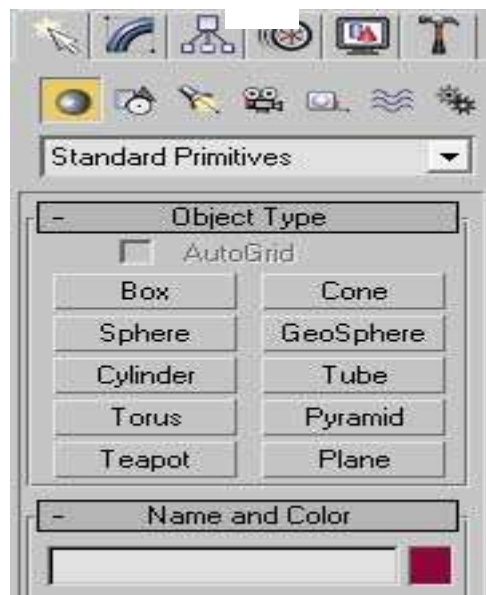 Standard Primitives
- Object Type
AutoGrid
Box Cone
Sphere GeoSphere
Cylinder Tube
Torus Pyramid
Teapot Plane
- Name and Color